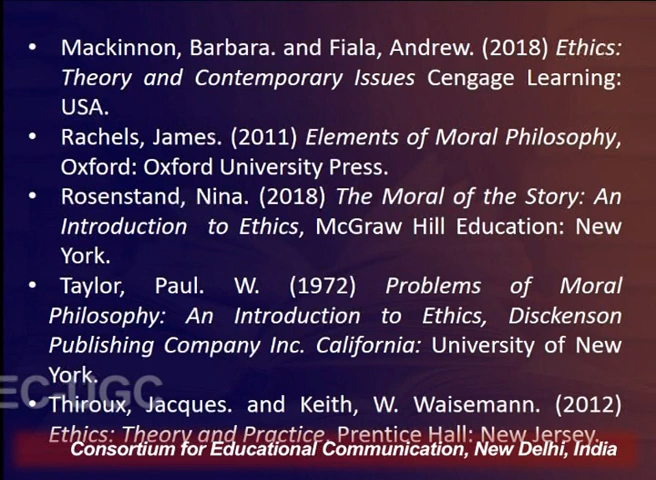 • Mackinnon, Barbara. and Fiala, Andrew. (2018) Ethics:
Theory and Contemporary Issues Cengage Learning:
USA.
• Rachels, James. (2011) Elements of Moral Philosophy,
Oxford: Oxford University Press.
• Rosenstand, Nina. (2018) The Moral of the Story: An
Introduction to Ethics, McGraw Hill Education: New
York.
• Taylor, Paul. W. (1972) Problems of Moral
Philosophy: An Introduction to Ethics, Disckenson
Publishing Company Inc. California: University of New
York.
EC-UGC
• Thiroux, Jacques. and Keith, W. Waisemann. (2012)
Ethics: Theory and Practice, Prentice Hall: New Jersey.
Consortium for Educational Communication, New Delhi, India